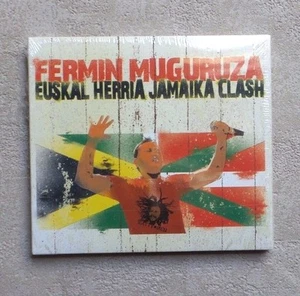 FERMIN MUGURUZA
EUSKAL HERRIA JAMAIKA CLASH